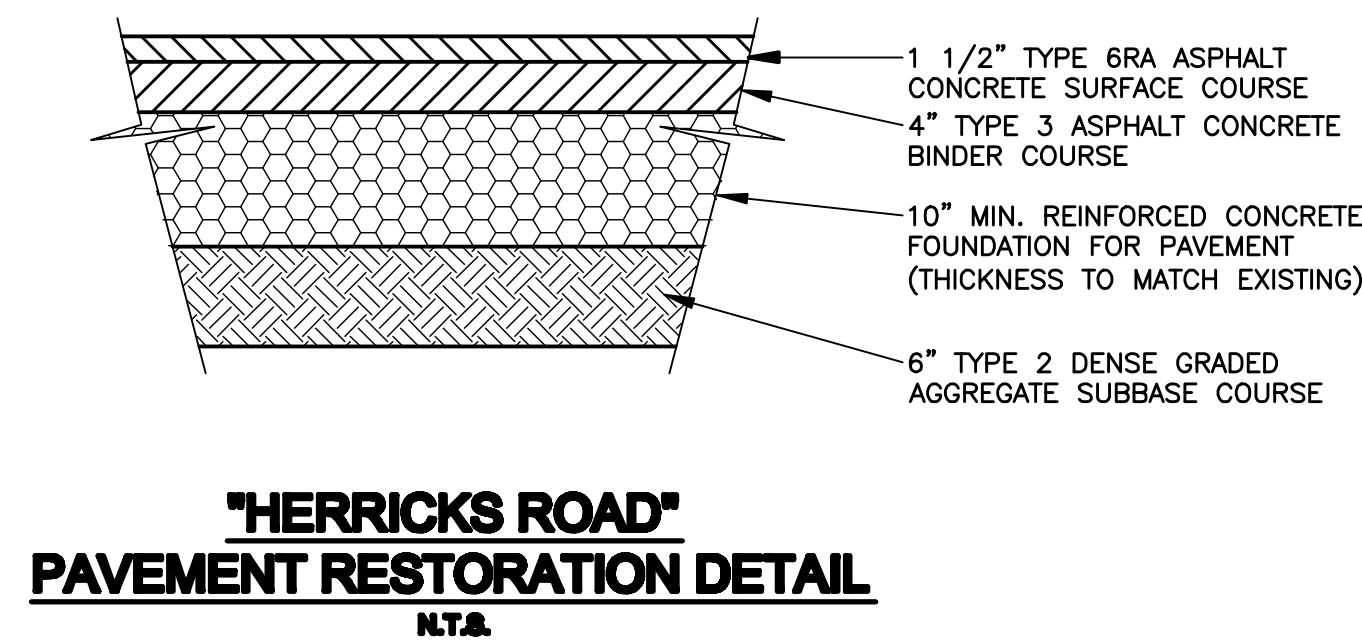 1 1/2” TYPE 6RA ASPHALT
CONCRETE SURFACE COURSE
4” TYPE 3 ASPHALT CONCRETE
BINDER COURSE
10” MIN. REINFORCED CONCRETE
FOUNDATION FOR PAVEMENT
(THICKNESS TO MATCH EXISTING)
6” TYPE 2 DENSE GRADED
AGGREGATE SUBBASE COURSE
"HERRICKS ROAD"
PAVEMENT RESTORATION DETAIL
N.T.S.